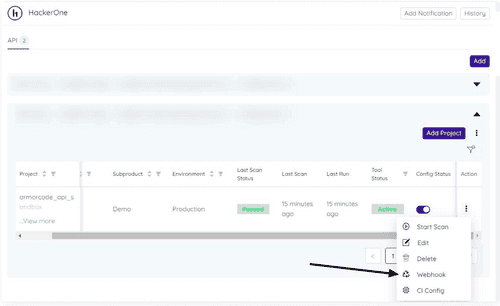 HackerOne
Add Notification
History
API 2
Add
Add Project
Project
Subproduct
Environment
Last Scan Status
Last Scan
Last Run
Tool Status
Config Status
Action
armorcode_api_s
andbox
...View more
Demo
Production
15 minutes ago
15 minutes ago
Active
Start Scan
Edit
Delete
Webhook
CI Config
1